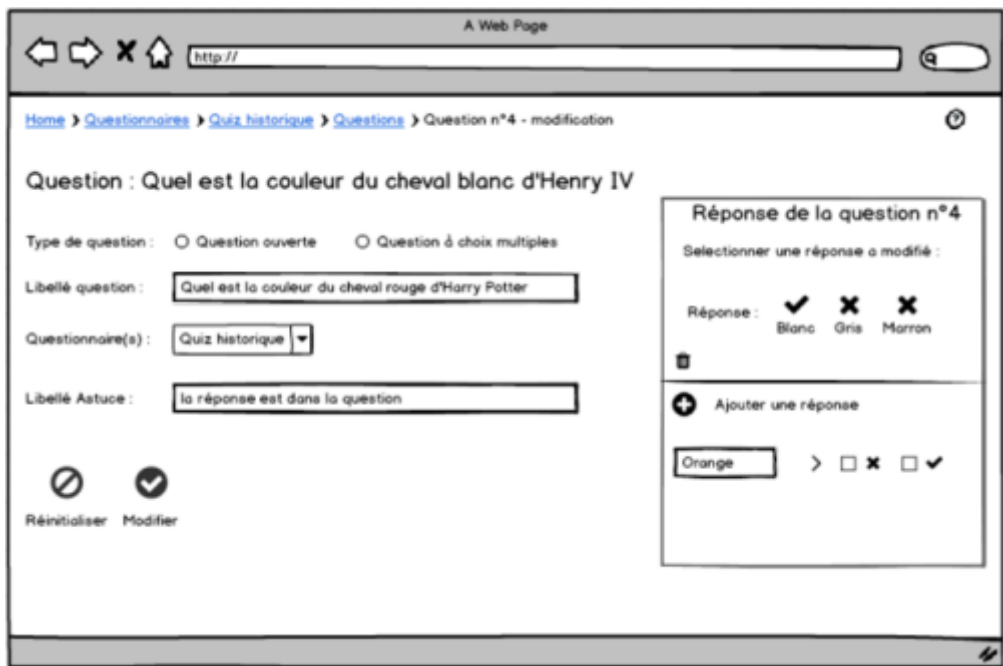 A Web Page
http://
Home > Questionnaires > Quiz historique > Questions > Question n°4 - modification
Question : Quel est la couleur du cheval blanc d'Henry IV
Type de question : Question ouverte Question à choix multiples
Libellé question : Quel est la couleur du cheval rouge d'Harry Potter
Questionnaire(s) : Quiz historique
Libellé Astuce : la réponse est dans la question
Réinitialiser Modifier
Réponse de la question n°4
Selectionner une réponse a modifié :
Réponse :
Blanc Gris Marron
Ajouter une réponse
Orange >